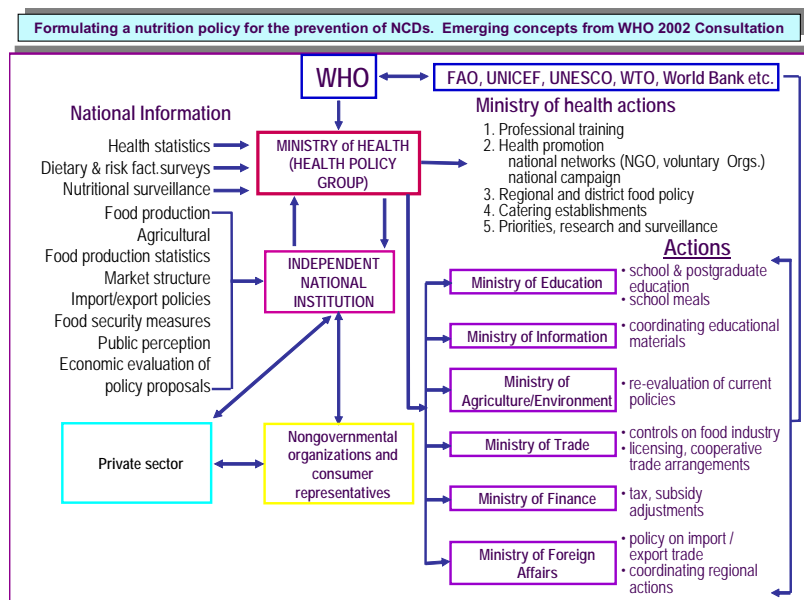 Formulating a nutrition policy for the prevention of NCDs. Emerging concepts from WHO 2002 Consultation
WHO
FAO, UNICEF, UNESCO, WTO, World Bank etc.
National Information
Health statistics
Dietary & risk fact.surveys
Nutritional surveillance
Food production
Agricultural
Food production statistics
Market structure
Import/export policies
Food security measures
Public perception
Economic evaluation of
policy proposals
MINISTRY of HEALTH
(HEALTH POLICY
GROUP)
INDEPENDENT
NATIONAL
INSTITUTION
Private sector
Nongovernmental
organizations and
consumer
representatives
Ministry of health actions
1. Professional training
2. Health promotion
national networks (NGO, voluntary Orgs.)
national campaign
3. Regional and district food policy
4. Catering establishments
5. Priorities, research and surveillance
Actions
Ministry of Education
• school & postgraduate
education
• school meals
Ministry of Information
• coordinating educational
materials
Ministry of
Agriculture/Environment
• re-evaluation of current
policies
Ministry of Trade
• controls on food industry
• licensing, cooperative
trade arrangements
Ministry of Finance
• tax, subsidy
adjustments
Ministry of Foreign
Affairs
• policy on import /
export trade
• coordinating regional
actions